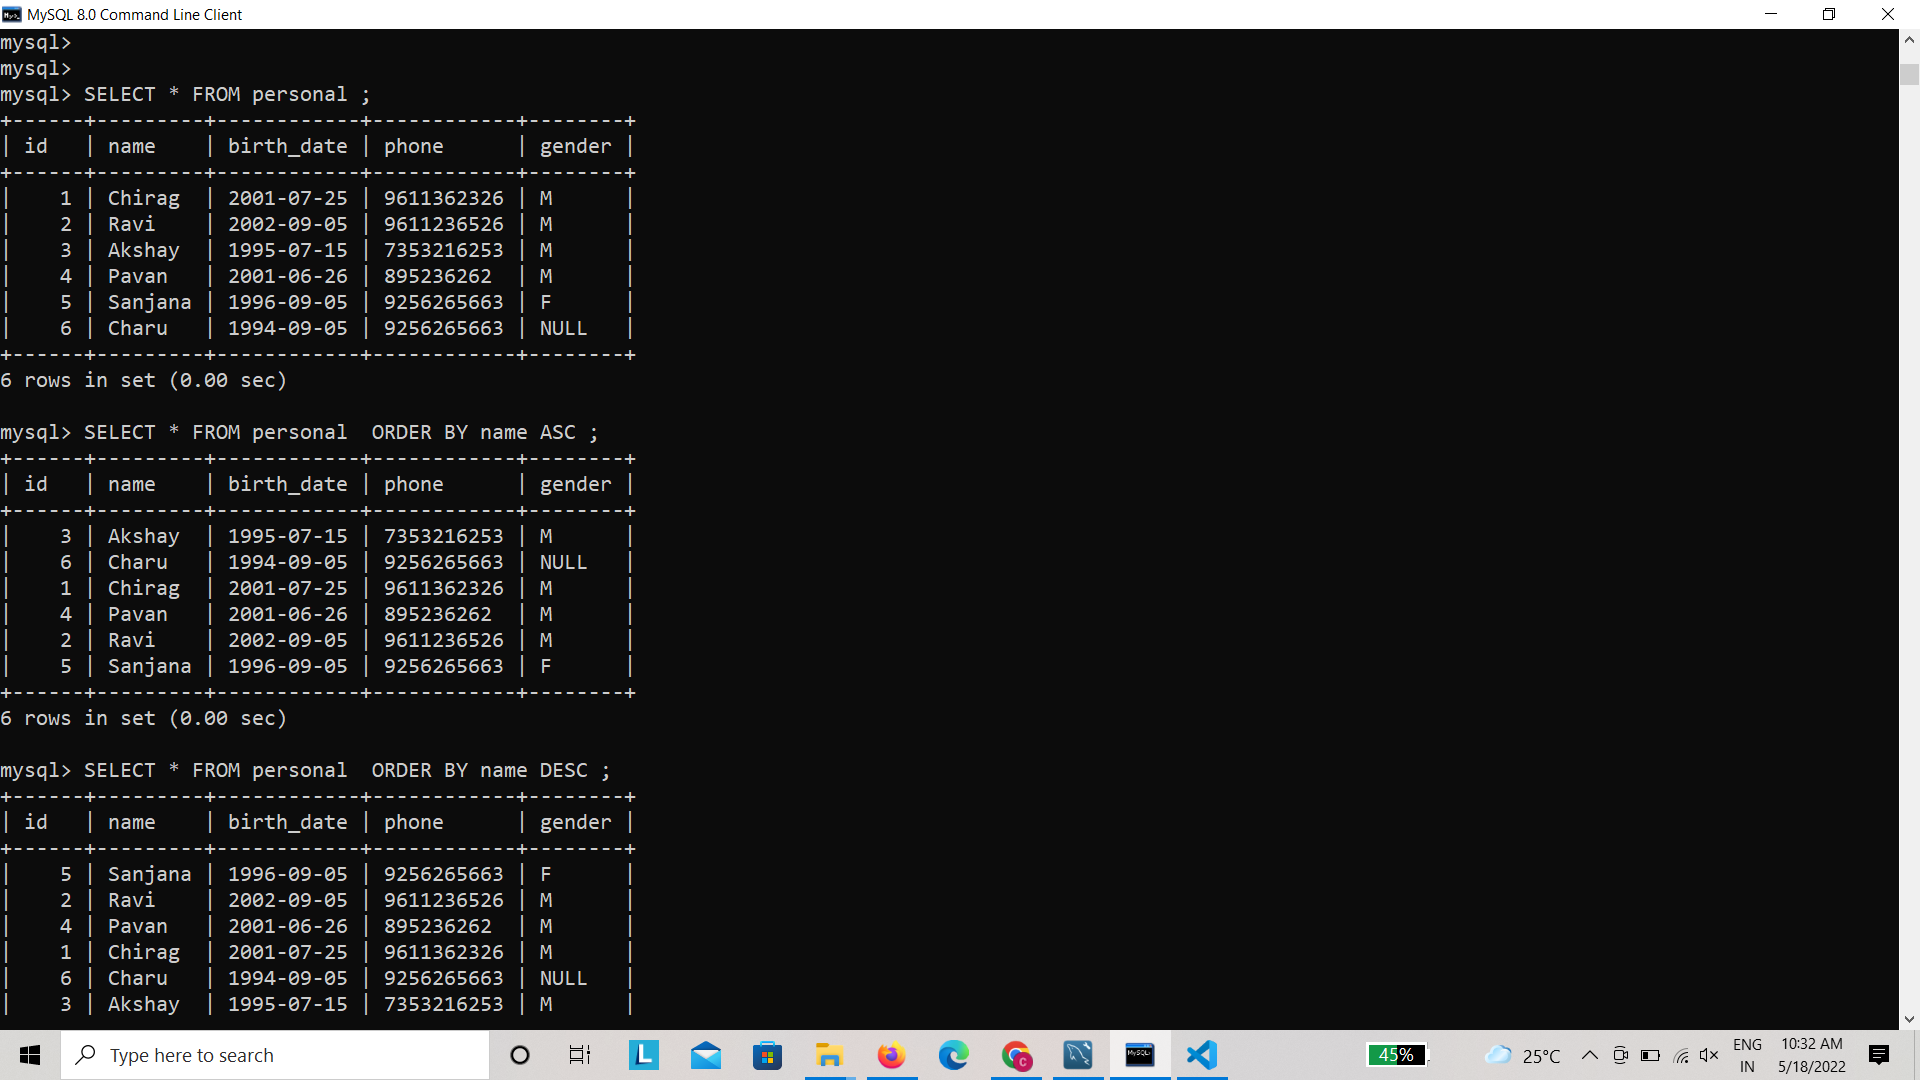 MySQL 8.0 Command Line Client
mysql>
mysql>
mysql> SELECT * FROM personal ;
+------+---------+------------+------------+--------+
| id   | name    | birth_date | phone      | gender |
+------+---------+------------+------------+--------+
|    1 | Chirag  | 2001-07-25 | 9611362326 | M      |
|    2 | Ravi    | 2002-09-05 | 9611236526 | M      |
|    3 | Akshay  | 1995-07-15 | 7353216253 | M      |
|    4 | Pavan   | 2001-06-26 | 895236262  | M      |
|    5 | Sanjana | 1996-09-05 | 9256265663 | F      |
|    6 | Charu   | 1994-09-05 | 9256265663 | NULL   |
+------+---------+------------+------------+--------+
6 rows in set (0.00 sec)
mysql> SELECT * FROM personal  ORDER BY name ASC ;
+------+---------+------------+------------+--------+
| id   | name    | birth_date | phone      | gender |
+------+---------+------------+------------+--------+
|    3 | Akshay  | 1995-07-15 | 7353216253 | M      |
|    6 | Charu   | 1994-09-05 | 9256265663 | NULL   |
|    1 | Chirag  | 2001-07-25 | 9611362326 | M      |
|    4 | Pavan   | 2001-06-26 | 895236262  | M      |
|    2 | Ravi    | 2002-09-05 | 9611236526 | M      |
|    5 | Sanjana | 1996-09-05 | 9256265663 | F      |
+------+---------+------------+------------+--------+
6 rows in set (0.00 sec)
mysql> SELECT * FROM personal  ORDER BY name DESC ;
+------+---------+------------+------------+--------+
| id   | name    | birth_date | phone      | gender |
+------+---------+------------+------------+--------+
|    5 | Sanjana | 1996-09-05 | 9256265663 | F      |
|    2 | Ravi    | 2002-09-05 | 9611236526 | M      |
|    4 | Pavan   | 2001-06-26 | 895236262  | M      |
|    1 | Chirag  | 2001-07-25 | 9611362326 | M      |
|    6 | Charu   | 1994-09-05 | 9256265663 | NULL   |
|    3 | Akshay  | 1995-07-15 | 7353216253 | M      |
Type here to search
L
C
MySQL
45%
25°C
ENG
IN
10:32 AM
5/18/2022